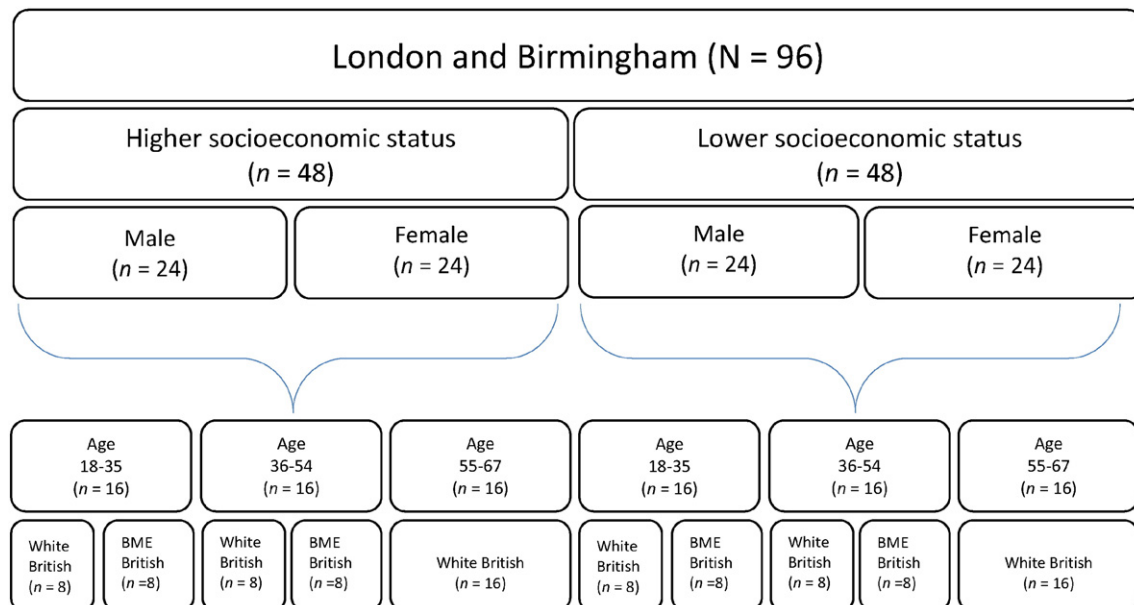 London and Birmingham (N = 96)
Higher socioeconomic status
(n = 48)
Lower socioeconomic status
(n = 48)
Male
(n = 24)
Female
(n = 24)
Male
(n = 24)
Female
(n = 24)
Age
18-35
(n = 16)
Age
36-54
(n = 16)
Age
55-67
(n = 16)
Age
18-35
(n = 16)
Age
36-54
(n = 16)
Age
55-67
(n = 16)
White
British
(n = 8)
BME
British
(n =8)
White
British
(n = 8)
BME
British
(n =8)
White British
(n = 16)
White
British
(n = 8)
BME
British
(n =8)
White
British
(n = 8)
BME
British
(n =8)
White British
(n = 16)